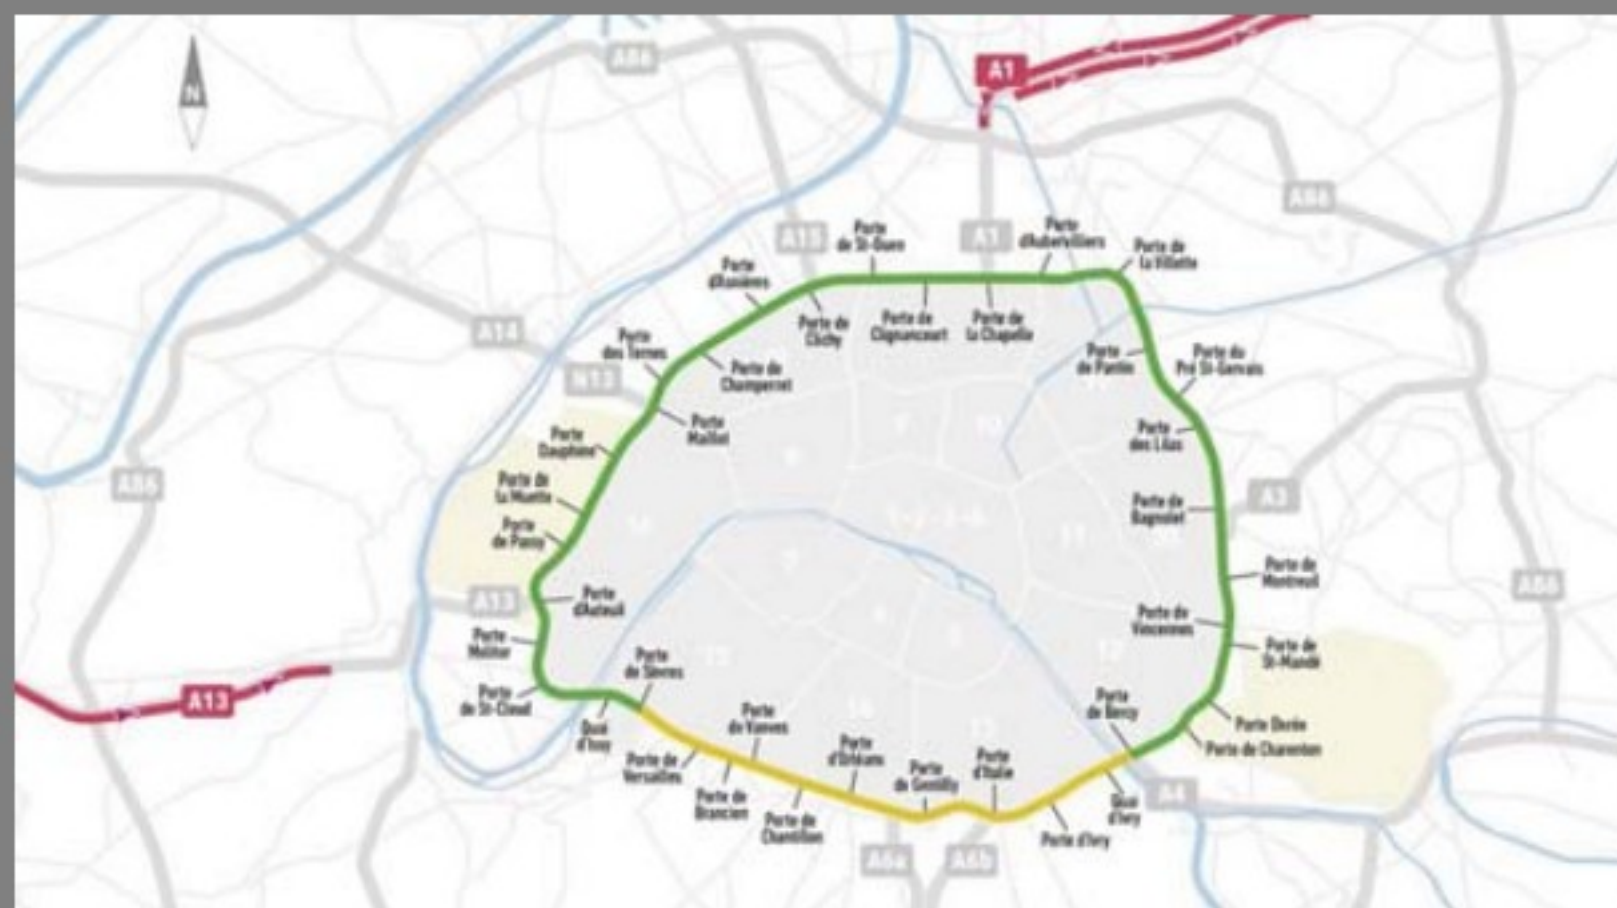 A86
A1
N
A86
A15
Porte
de St-Ouen
A1
Porte
d'Aubervilliers
Porte de
la Villette
Porte
d'Asnières
Porte de
Clichy
Porte de
Clignancourt
Porte de
la Chapelle
A14
Porte
des Ternes
Porte de
Champerret
Porte
de Pantin
Porte du
Pré St-Gervais
N13
Porte
Maillot
Porte
Dauphine
Porte
des Lilas
10
A86
Porte de
la Muette
Porte de
Bagnolet
A3
Porte
de Passy
11
Porte de
Montreuil
A86
A13
Porte
d'Auteuil
Porte
Molitor
Porte de
Vincennes
Porte de
St-Mandé
Porte
de Sèvres
12
A13
Porte
de St-Cloud
Quai
d'Issy
Porte
de Vanves
Porte
de Bercy
Porte Dorée
Porte de Charenton
Porte de
Versailles
Porte
d'Orléans
Porte
de Gentilly
Porte
d'Italie
Porte de
Brancion
Porte de
Chantillon
Quai
d'Ivry
A4
Porte d'Ivry
A6a
A6b